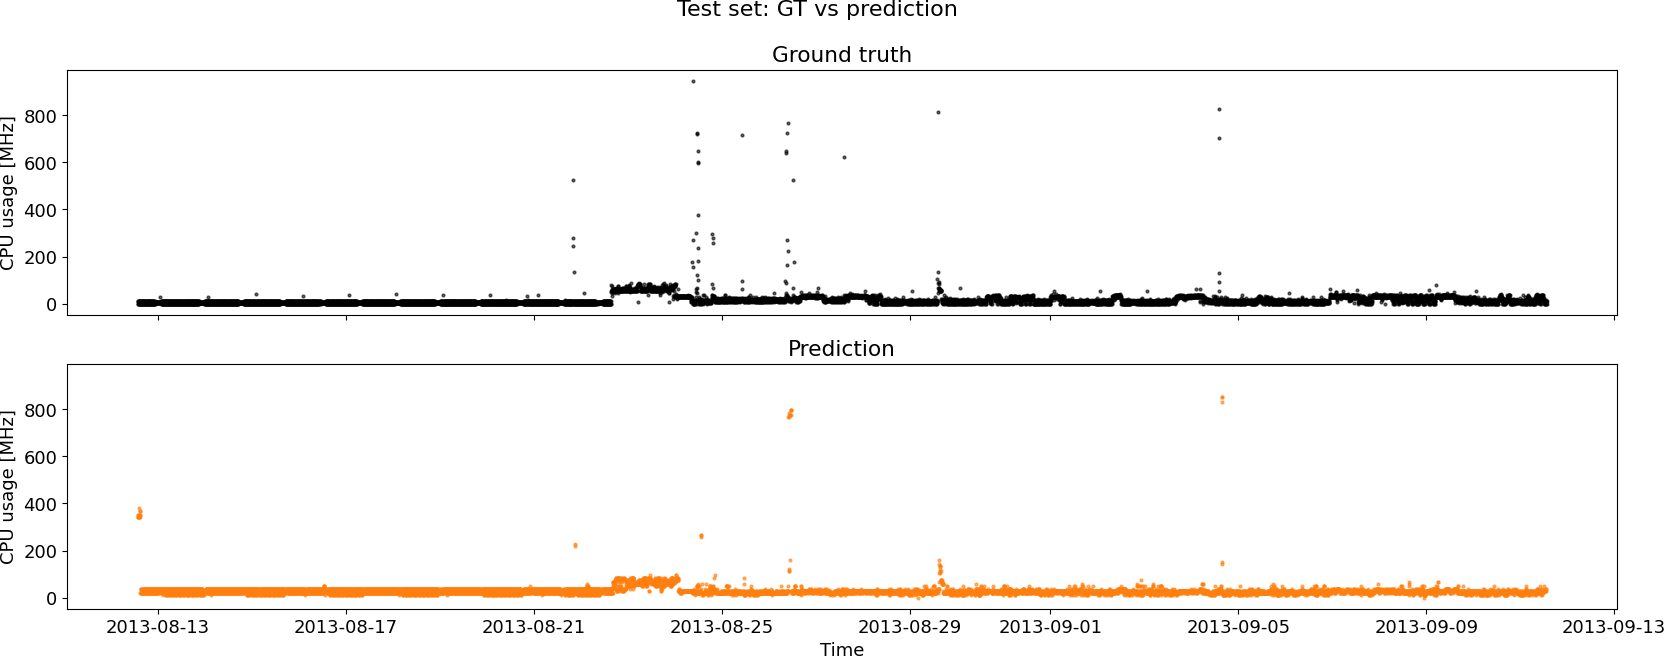 Test set: GT vs prediction
Ground truth
CPU usage [MHz]
800
600
400
200
0
Prediction
CPU usage [MHz]
800
600
400
200
0
2013-08-13 2013-08-17 2013-08-21 2013-08-25 2013-08-29 2013-09-01 2013-09-05 2013-09-09 2013-09-13
Time